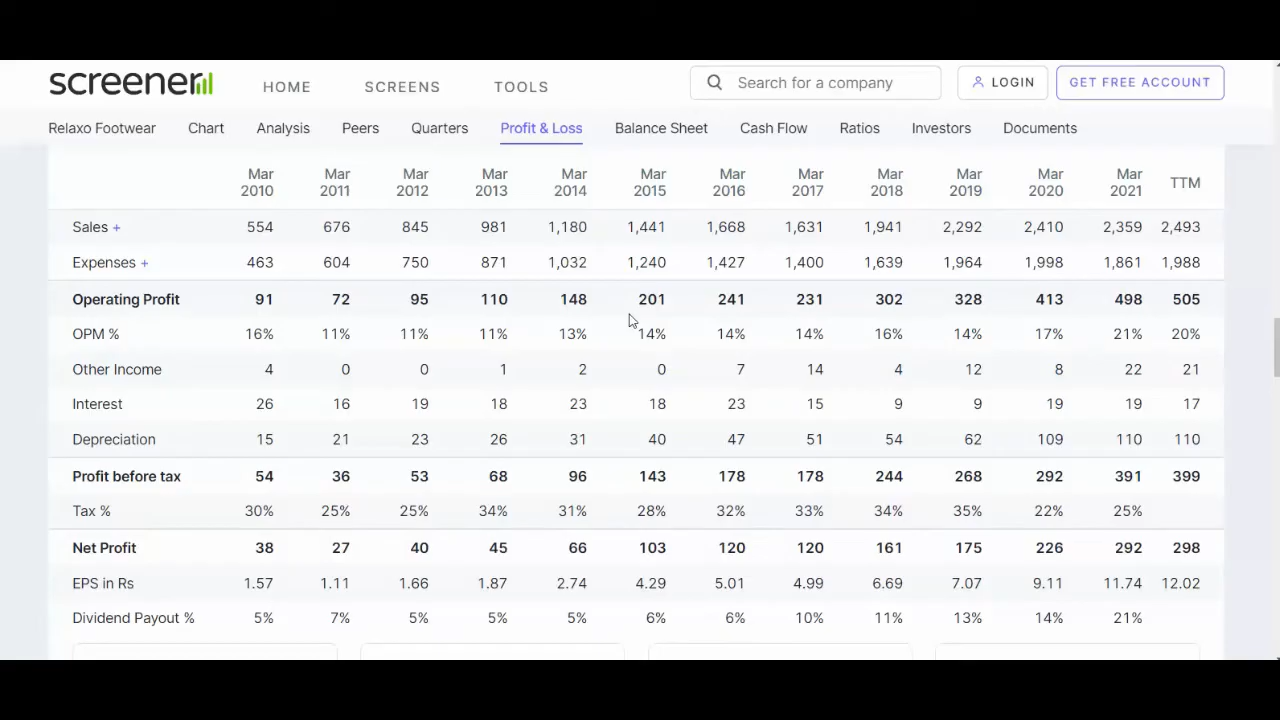 screener HOME SCREENS TOOLS Search for a company LOGIN GET FREE ACCOUNT
Relaxo Footwear Chart Analysis Peers Quarters Profit & Loss Balance Sheet Cash Flow Ratios Investors Documents
Mar Mar Mar Mar Mar Mar Mar Mar Mar Mar Mar Mar
2010 2011 2012 2013 2014 2015 2016 2017 2018 2019 2020 2021 TTM
Sales + 554 676 845 981 1,180 1,441 1,668 1,631 1,941 2,292 2,410 2,359 2,493
Expenses + 463 604 750 871 1,032 1,240 1,427 1,400 1,639 1,964 1,998 1,861 1,988
Operating Profit 91 72 95 110 148 201 241 231 302 328 413 498 505
OPM % 16% 11% 11% 11% 13% 14% 14% 14% 16% 14% 17% 21% 20%
Other Income 4 0 0 1 2 0 7 14 4 12 8 22 21
Interest 26 16 19 18 23 18 23 15 9 9 19 19 17
Depreciation 15 21 23 26 31 40 47 51 54 62 109 110 110
Profit before tax 54 36 53 68 96 143 178 178 244 268 292 391 399
Tax % 30% 25% 25% 34% 31% 28% 32% 33% 34% 35% 22% 25%
Net Profit 38 27 40 45 66 103 120 120 161 175 226 292 298
EPS in Rs 1.57 1.11 1.66 1.87 2.74 4.29 5.01 4.99 6.69 7.07 9.11 11.74 12.02
Dividend Payout % 5% 7% 5% 5% 5% 6% 6% 10% 11% 13% 14% 21%